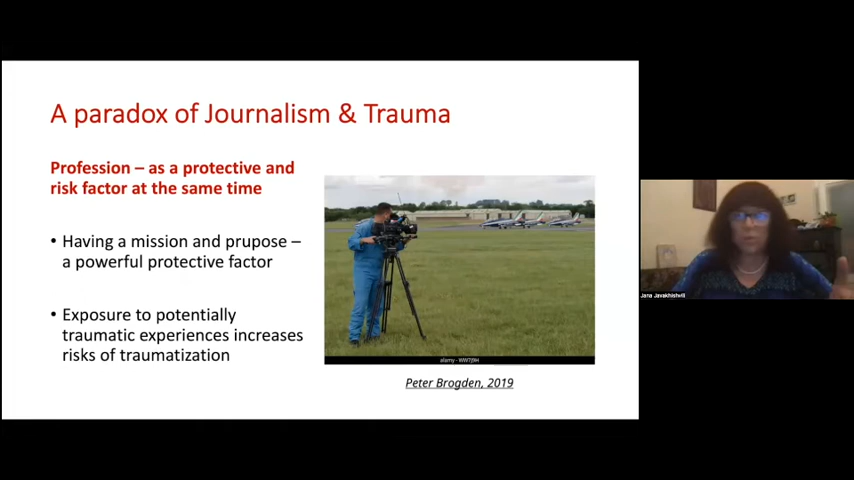 A paradox of Journalism & Trauma
Profession – as a protective and
risk factor at the same time
• Having a mission and prupose –
a powerful protective factor
• Exposure to potentially
traumatic experiences increases
risks of traumatization
alamy - WWTJ9H
Peter Brogden, 2019
Jana Javakhishvili